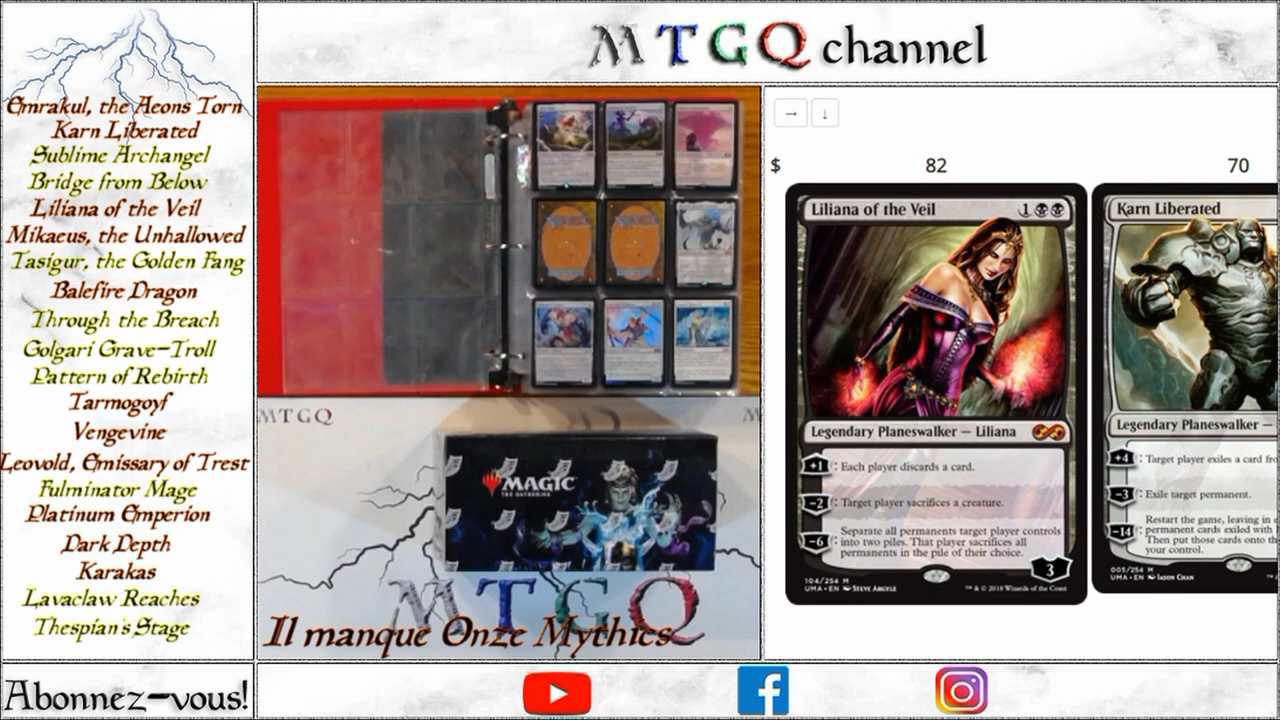 MTGQ channel
Emrakul, the Aeons Torn
Karn Liberated
Sublime Archangel
Bridge from Below
Liliana of the Veil
Mikaeus, the Unhallowed
Tasigur, the Golden Fang
Balefire Dragon
Through the Breach
Golgari Grave-Troll
Pattern of Rebirth
Tarmogoyf
Vengevine
Leovold, Emissary of Trest
Fulminator Mage
Platinum Emperion
Dark Depth
Karakas
Lavaclaw Reaches
Thespian's Stage
Abonnez-vous!
MTGQ
M
MAGIC
THE GATHERING
MTGQ
Il manque Onze Mythics
→ ↓
$ 82 70
Liliana of the Veil 1
Legendary Planeswalker — Liliana
+1: Each player discards a card.
-2: Target player sacrifices a creature.
-6: Separate all permanents target player controls
into two piles. That player sacrifices all
permanents in the pile of their choice.
3
104/254 M
UMA • EN STEVE ARGYLE ™ & © 2018 Wizards of the Coast
Karn Liberated
Legendary Planeswalker —
+4: Target player exiles a card fro
-3: Exile target permanent.
-14: Restart the game, leaving in
permanent cards exiled with
Then put those cards onto th
your control.
005/254 M
UMA • EN JASON CHAN